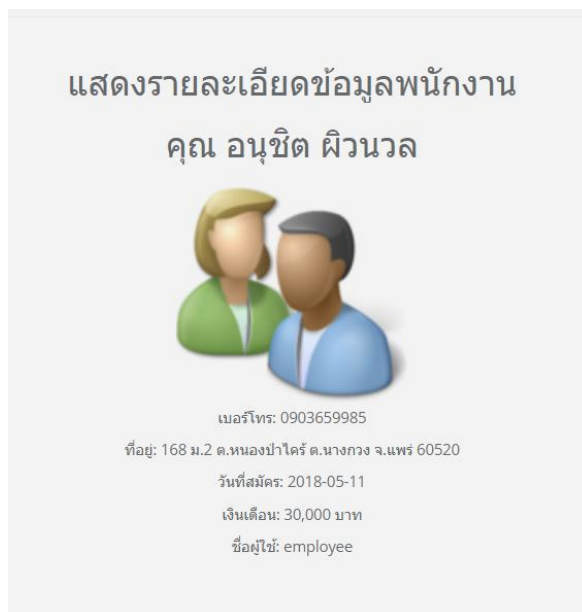 แสดงรายละเอียดข้อมูลพนักงาน
คุณ อนุชิต ผิวนวล
เบอร์โทร: 0903659985
ที่อยู่: 168 ม.2 ต.หนองป่าไคร้ ต.นางกวง จ.แพร่ 60520
วันที่สมัคร: 2018-05-11
เงินเดือน: 30,000 บาท
ชื่อผู้ใช้: employee